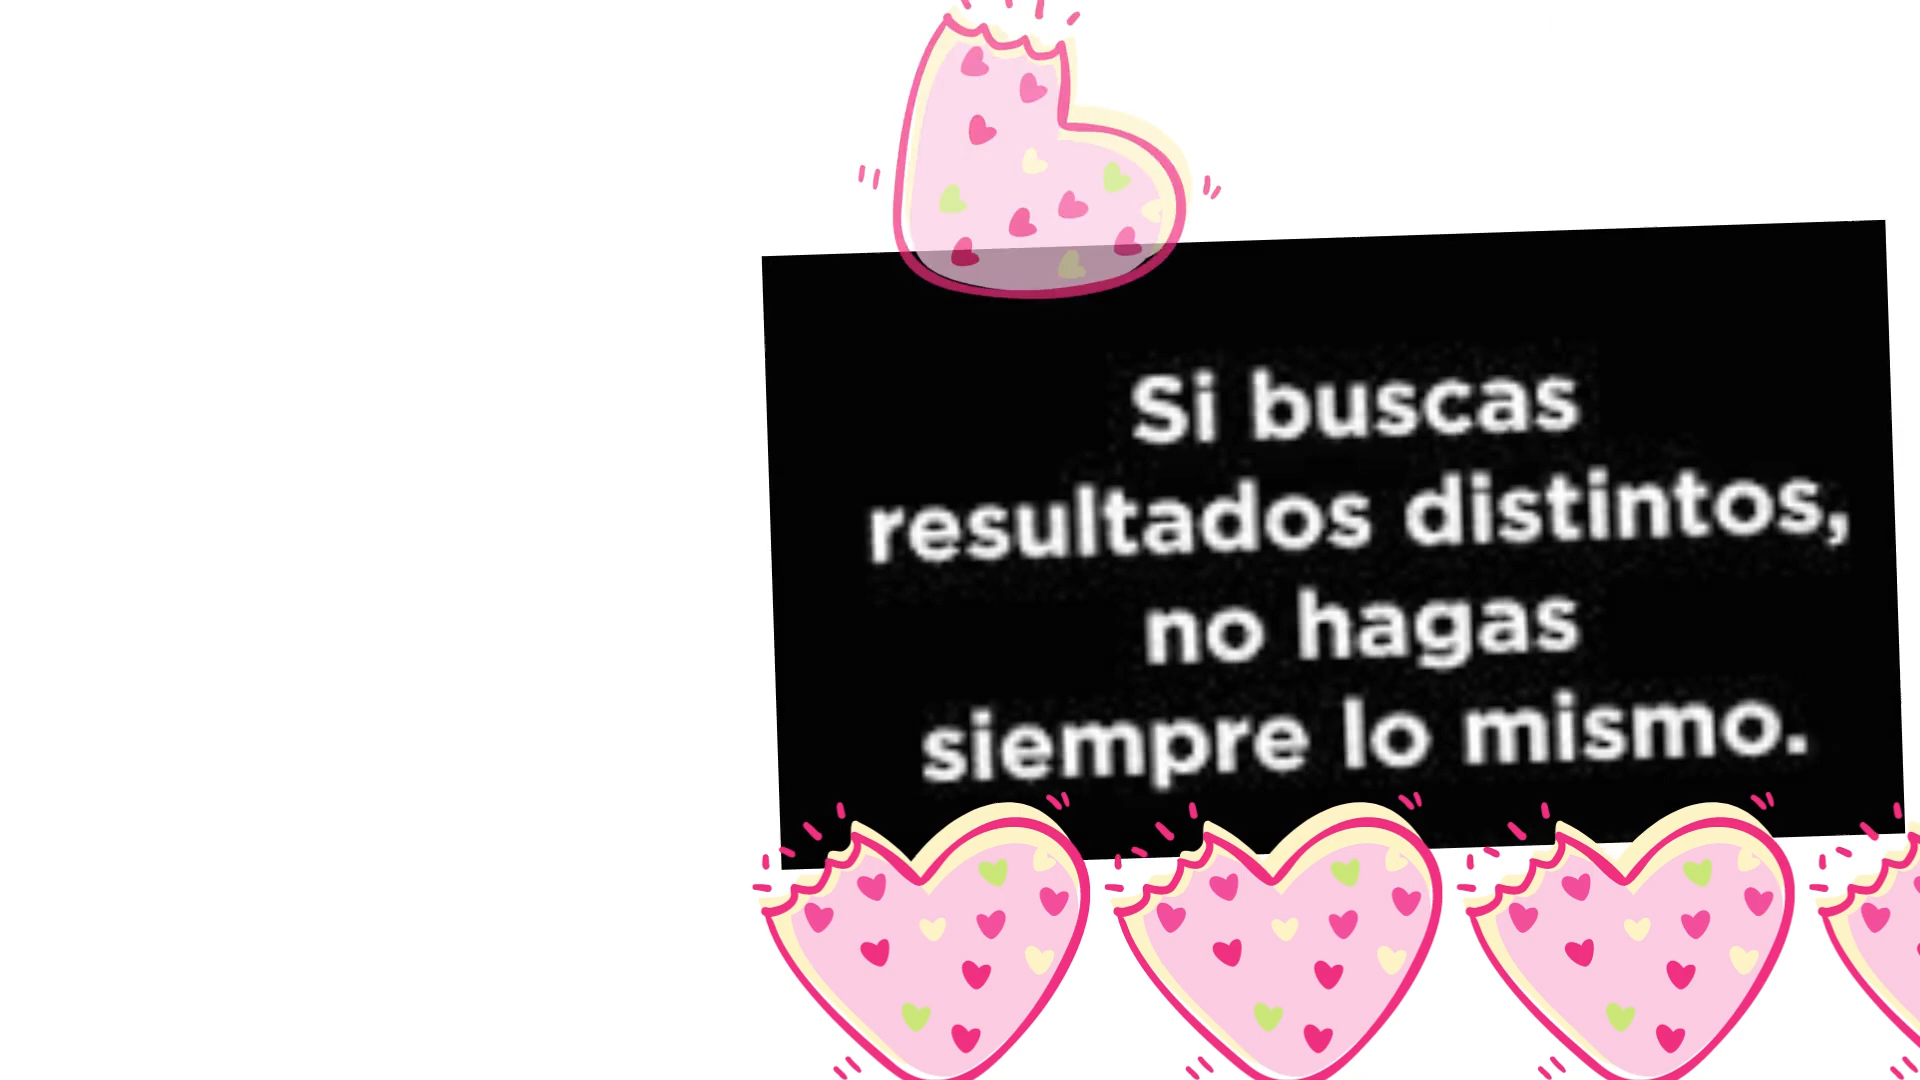 Si buscas
resultados distintos,
no hagas
siempre lo mismo.